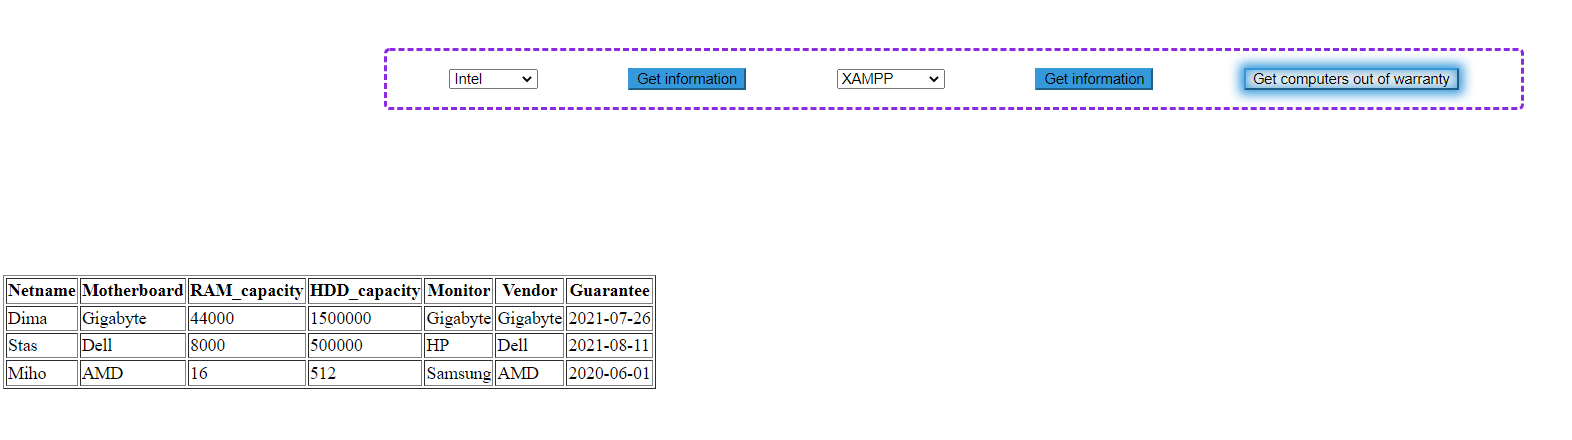 Intel Get information XAMPP Get information Get computers out of warranty
Netname Motherboard RAM_capacity HDD_capacity Monitor Vendor Guarantee
Dima Gigabyte 44000 1500000 Gigabyte Gigabyte 2021-07-26
Stas Dell 8000 500000 HP Dell 2021-08-11
Miho AMD 16 512 Samsung AMD 2020-06-01